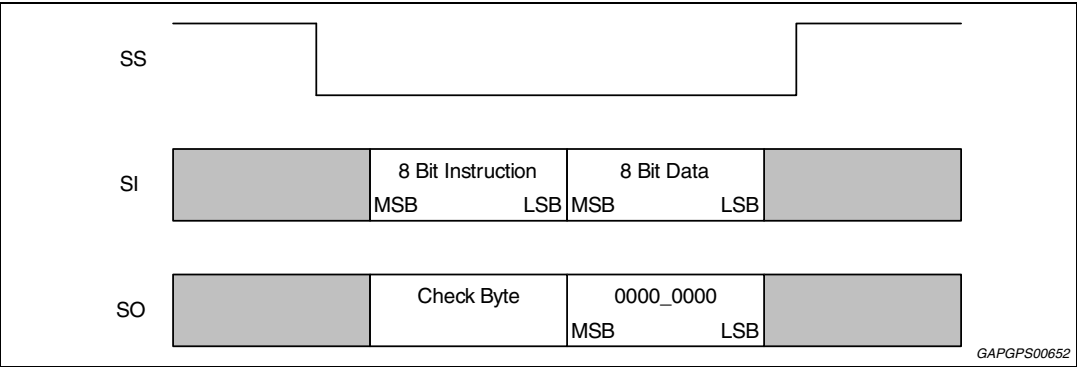 SS
SI
8 Bit Instruction 8 Bit Data
MSB LSB MSB LSB
SO
Check Byte 0000_0000
MSB LSB
GAPGPS00652